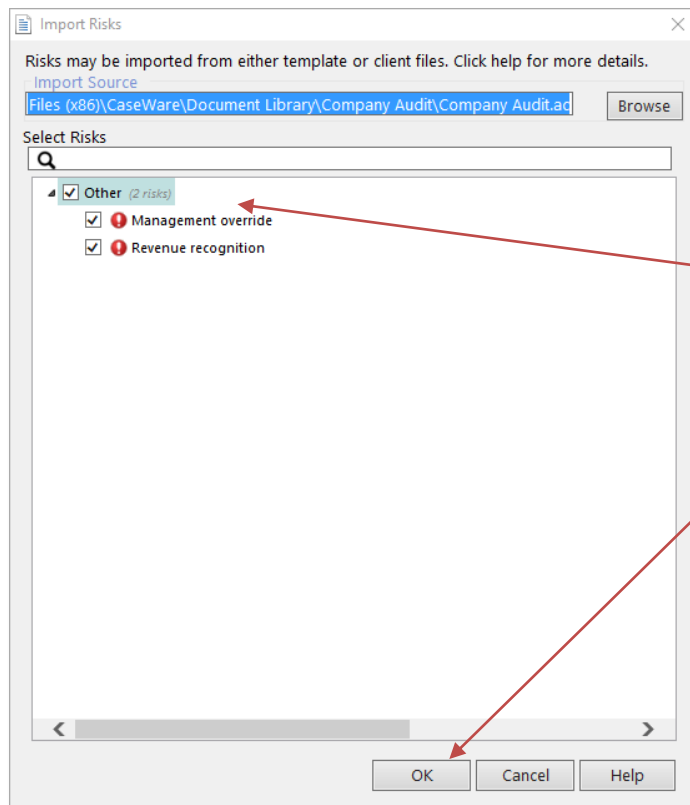 Import Risks
Risks may be imported from either template or client files. Click help for more details.
Import Source
Files (x86)\CaseWare\Document Library\Company Audit\Company Audit.ac
Browse
Select Risks
Other (2 risks)
Management override
Revenue recognition
OK Cancel Help